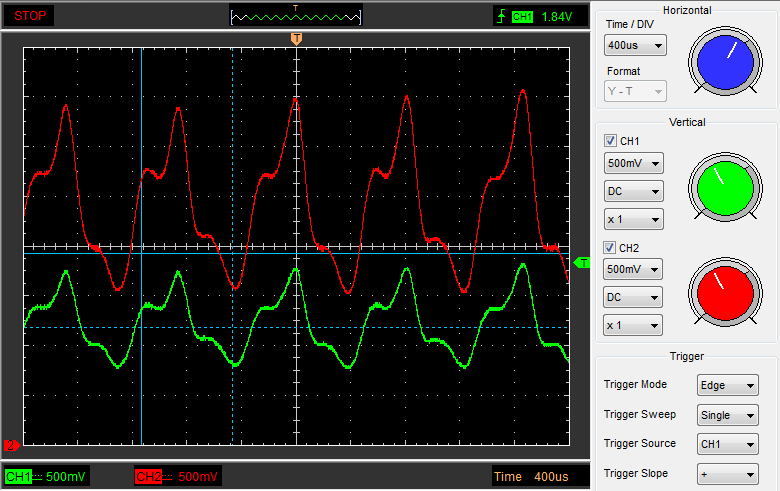 STOP
T
CH1 1.84V
T
T
2
CH1 500mV
CH2 500mV
Time 400us
Horizontal
Time / DIV
400us
Format
Y - T
Vertical
CH1
500mV
DC
x 1
CH2
500mV
DC
x 1
Trigger
Trigger Mode Edge
Trigger Sweep Single
Trigger Source CH1
Trigger Slope +